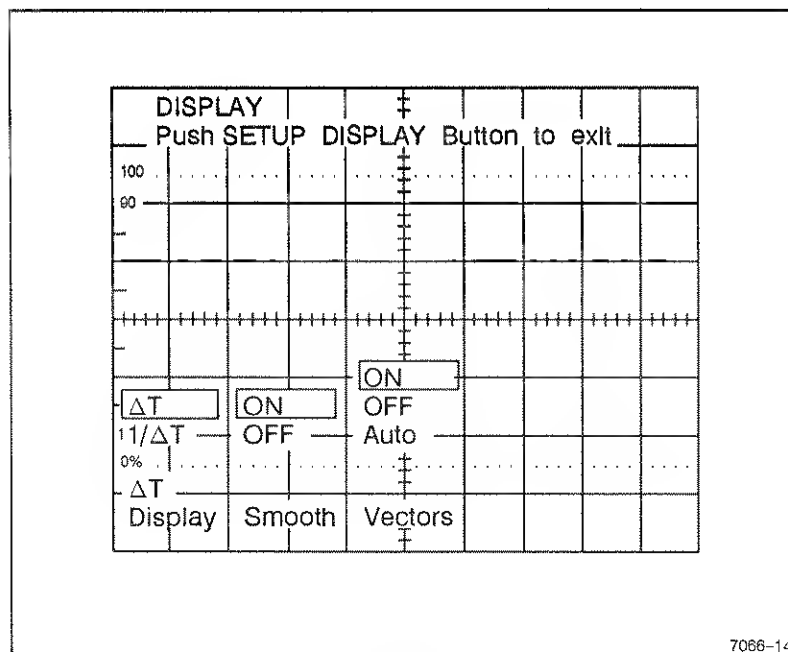 DISPLAY
Push SETUP DISPLAY Button to exit
100
90
ON
ΔT ON OFF
1/ΔT OFF Auto
0%
ΔT
Display Smooth Vectors
7066-14